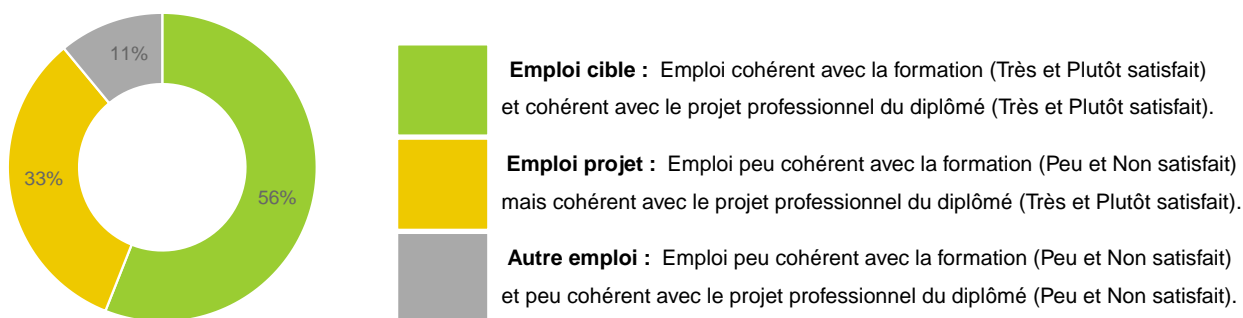 11%
33%
56%
Emploi cible : Emploi cohérent avec la formation (Très et Plutôt satisfait)
et cohérent avec le projet professionnel du diplômé (Très et Plutôt satisfait).
Emploi projet : Emploi peu cohérent avec la formation (Peu et Non satisfait)
mais cohérent avec le projet professionnel du diplômé (Très et Plutôt satisfait).
Autre emploi : Emploi peu cohérent avec la formation (Peu et Non satisfait)
et peu cohérent avec le projet professionnel du diplômé (Peu et Non satisfait).